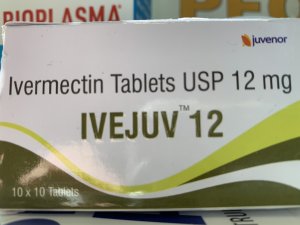 BIOPLASMA
juvenor
Ivermectin Tablets USP 12 mg
IVEJUV™ 12
10 x 10 Tablets